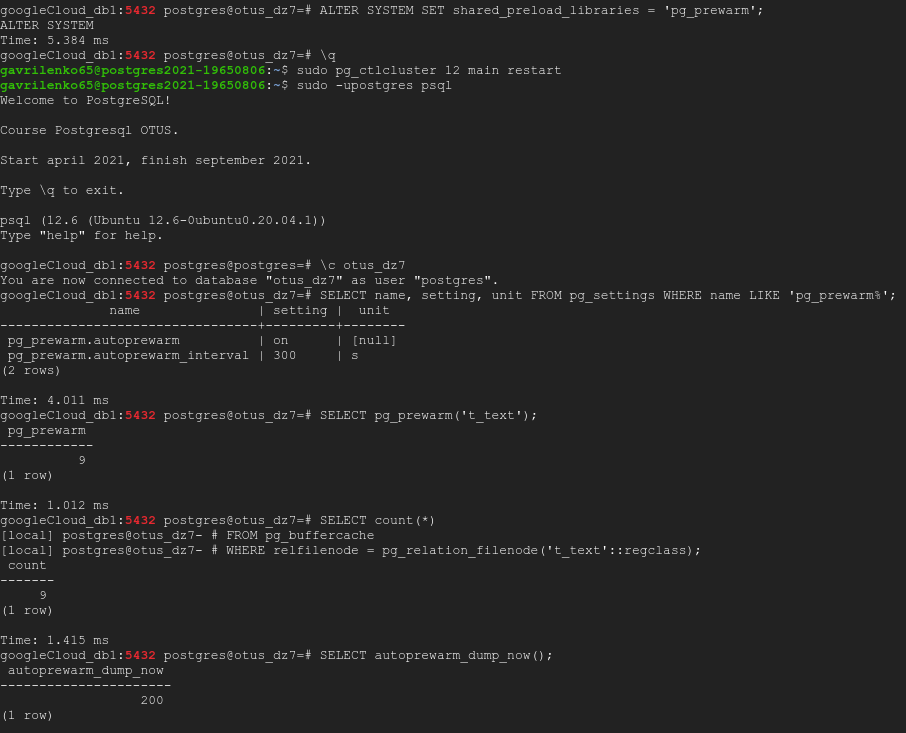 googleCloud_db1:5432 postgres@otus_dz7=# ALTER SYSTEM SET shared_preload_libraries = 'pg_prewarm';
ALTER SYSTEM
Time: 5.384 ms
googleCloud_db1:5432 postgres@otus_dz7=# \q
gavrilenko65@postgres2021-19650806:~$ sudo pg_ctlcluster 12 main restart
gavrilenko65@postgres2021-19650806:~$ sudo -upostgres psql
Welcome to PostgreSQL!
Course Postgresql OTUS.
Start april 2021, finish september 2021.
Type \q to exit.
psql (12.6 (Ubuntu 12.6-0ubuntu0.20.04.1))
Type "help" for help.
googleCloud_db1:5432 postgres@postgres=# \c otus_dz7
You are now connected to database "otus_dz7" as user "postgres".
googleCloud_db1:5432 postgres@otus_dz7=# SELECT name, setting, unit FROM pg_settings WHERE name LIKE 'pg_prewarm%';
              name               | setting |  unit
---------------------------------+---------+--------
 pg_prewarm.autoprewarm          | on      | [null]
 pg_prewarm.autoprewarm_interval | 300     | s
(2 rows)
Time: 4.011 ms
googleCloud_db1:5432 postgres@otus_dz7=# SELECT pg_prewarm('t_text');
 pg_prewarm
------------
          9
(1 row)
Time: 1.012 ms
googleCloud_db1:5432 postgres@otus_dz7=# SELECT count(*)
[local] postgres@otus_dz7- # FROM pg_buffercache
[local] postgres@otus_dz7- # WHERE relfilenode = pg_relation_filenode('t_text'::regclass);
 count
-------
     9
(1 row)
Time: 1.415 ms
googleCloud_db1:5432 postgres@otus_dz7=# SELECT autoprewarm_dump_now();
 autoprewarm_dump_now
----------------------
                  200
(1 row)